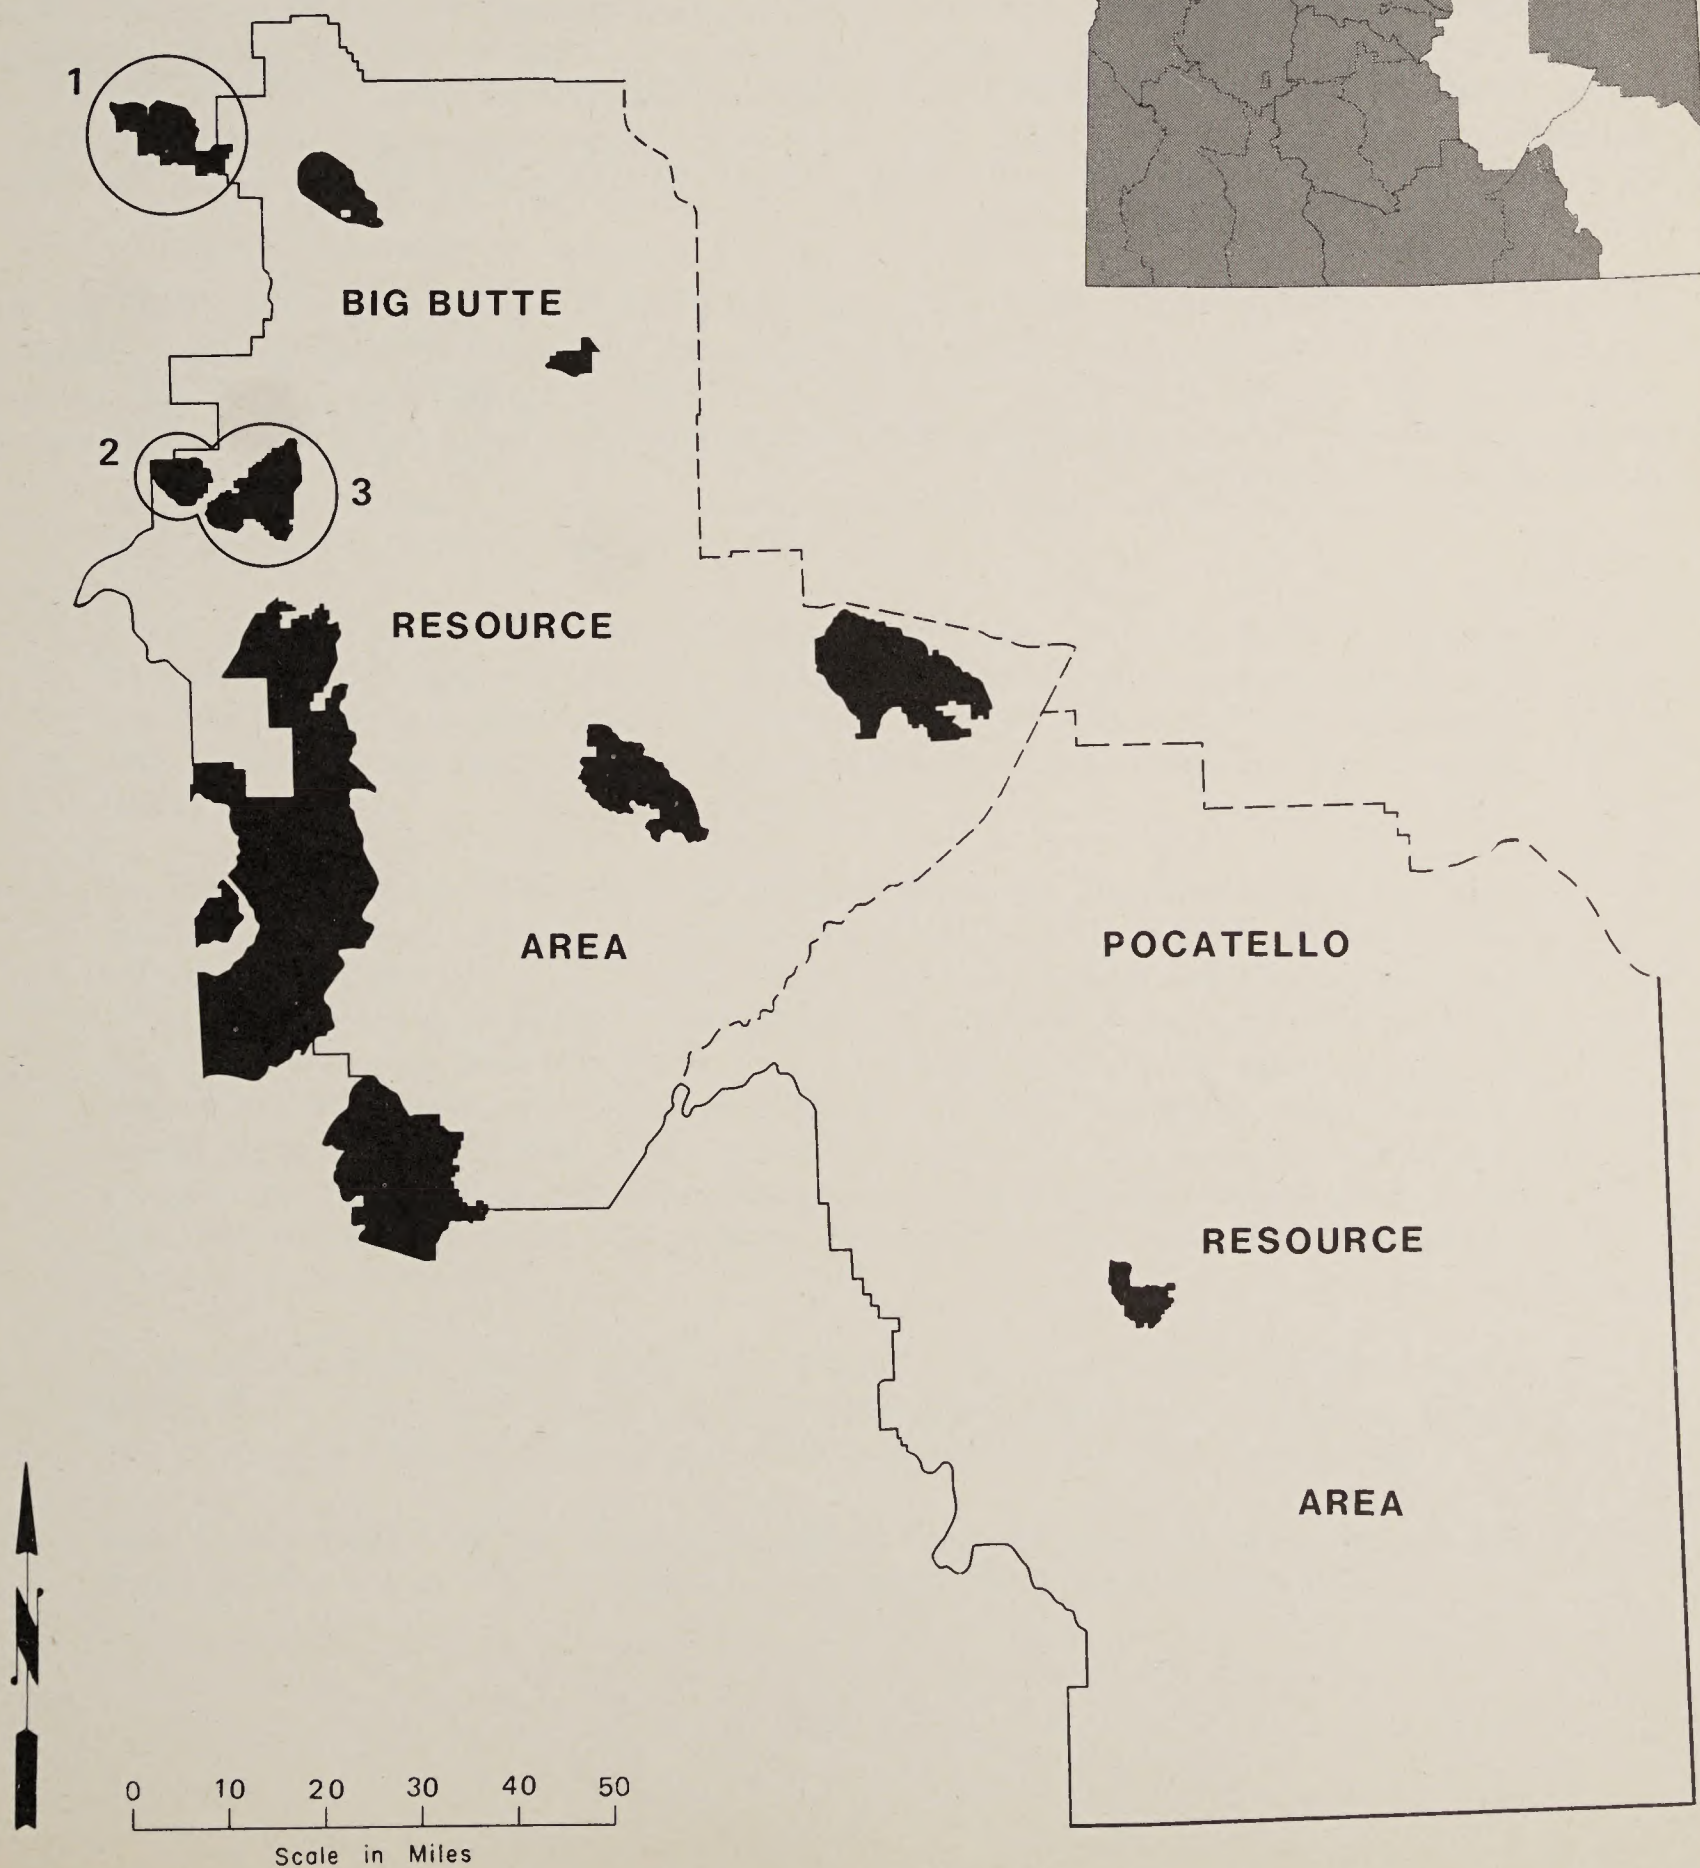 1
BIG BUTTE
2
3
RESOURCE
AREA
POCATELLO
RESOURCE
AREA
N
0 10 20 30 40 50
Scale in Miles